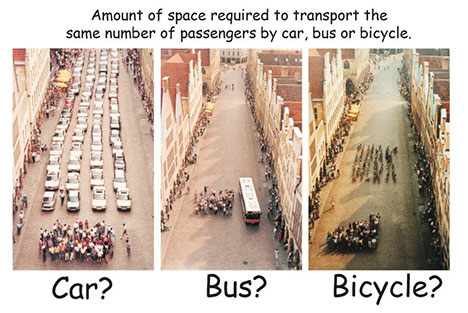 Amount of space required to transport the
same number of passengers by car, bus or bicycle.
Car?
Bus?
Bicycle?